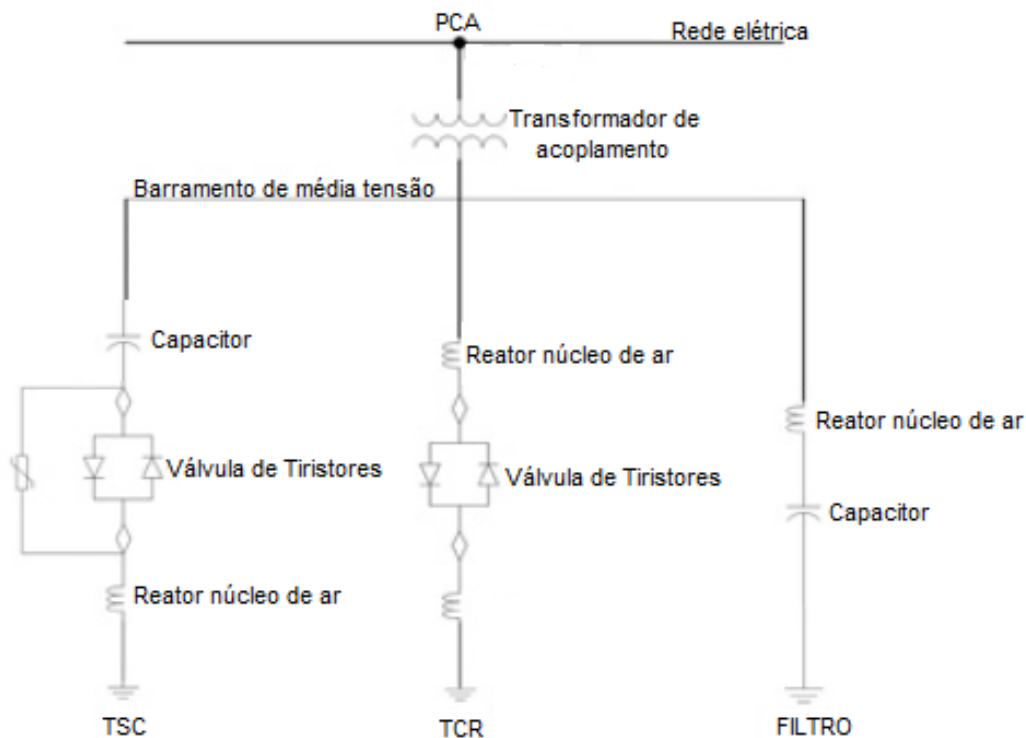 PCA
Rede elétrica
Transformador de
acoplamento
Barramento de média tensão
Capacitor
Reator núcleo de ar
Reator núcleo de ar
Válvula de Tiristores
Válvula de Tiristores
Capacitor
Reator núcleo de ar
TSC
TCR
FILTRO